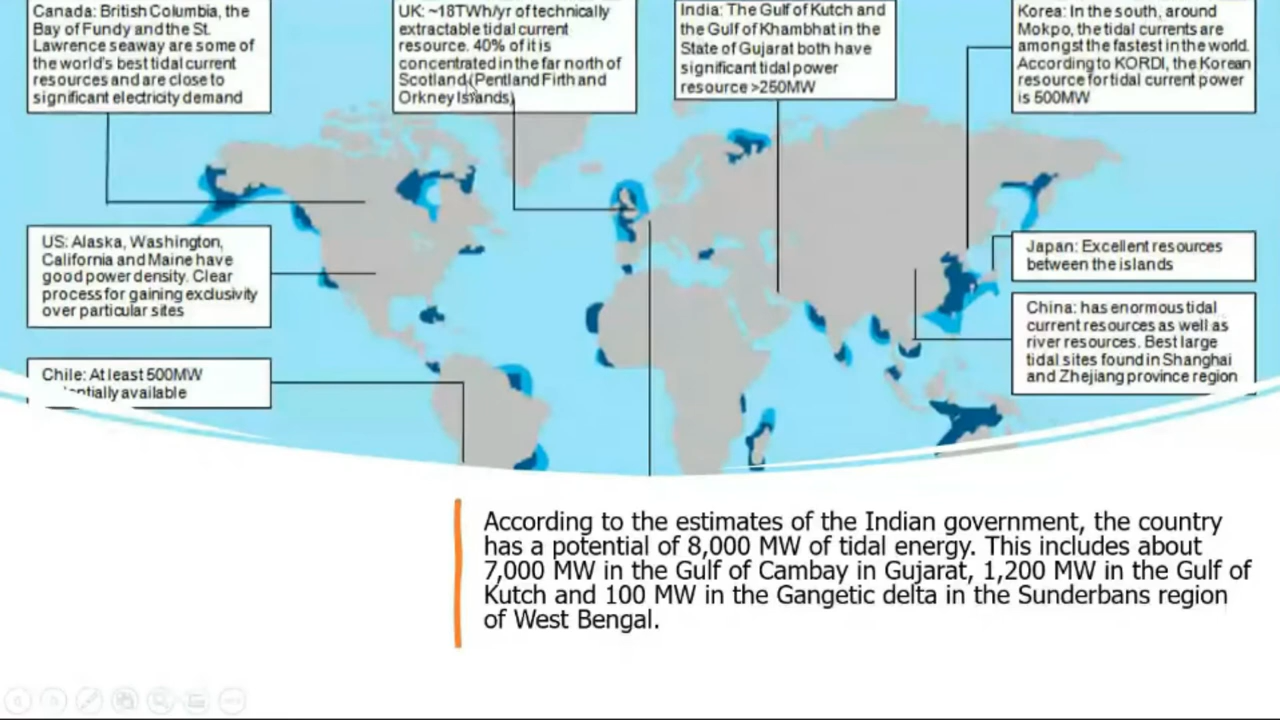 Canada: British Columbia, the
Bay of Fundy and the St.
Lawrence seaway are some of
the world's best tidal current
resources and are close to
significant electricity demand
UK: ~18TWh/yr of technically
extractable tidal current
resource. 40% of it is
concentrated in the far north of
Scotland (Pentland Firth and
Orkney Islands)
India: The Gulf of Kutch and
the Gulf of Khambhat in the
State of Gujarat both have
significant tidal power
resource >250MW
Korea: In the south, around
Mokpo, the tidal currents are
amongst the fastest in the world.
According to KORDI, the Korean
resource for tidal current power
is 500MW
US: Alaska, Washington,
California and Maine have
good power density. Clear
process for gaining exclusivity
over particular sites
Japan: Excellent resources
between the islands
China: has enormous tidal
current resources as well as
river resources. Best large
tidal sites found in Shanghai
and Zhejiang province region
Chile: At least 500MW
available
According to the estimates of the Indian government, the country
has a potential of 8,000 MW of tidal energy. This includes about
7,000 MW in the Gulf of Cambay in Gujarat, 1,200 MW in the Gulf of
Kutch and 100 MW in the Gangetic delta in the Sunderbans region
of West Bengal.